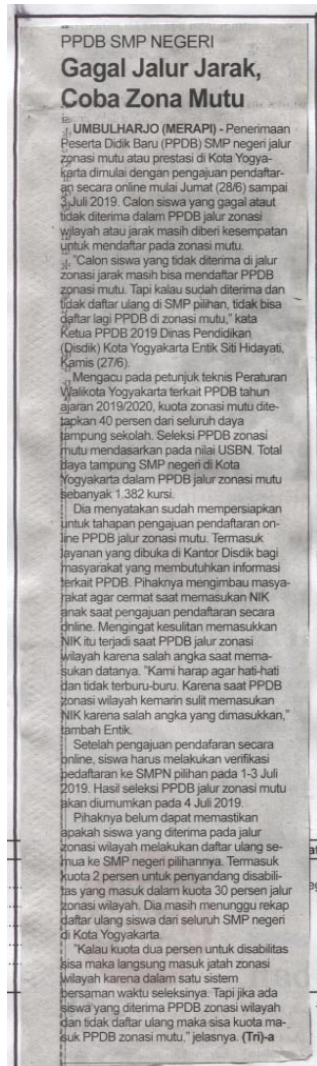 PPDB SMP NEGERI
Gagal Jalur Jarak,
Coba Zona Mutu
UMBULHARJO (MERAPI) - Penerimaan
Peserta Didik Baru (PPDB) SMP negeri jalur
zonasi mutu atau prestasi di Kota Yogya-
karta dimulai dengan pengajuan pendaftar-
an secara online mulai Jumat (28/6) sampai
3 Juli 2019. Calon siswa yang gagal ataut
tidak diterima dalam PPDB jalur zonasi
wilayah atau jarak masih diberi kesempatan
untuk mendaftar pada zonasi mutu.
"Calon siswa yang tidak diterima di jalur
zonasi jarak masih bisa mendaftar PPDB
zonasi mutu. Tapi kalau sudah diterima dan
tidak daftar ulang di SMP pilihan, tidak bisa
daftar lagi PPDB di zonasi mutu," kata
Ketua PPDB 2019 Dinas Pendidikan
(Disdik) Kota Yogyakarta Entik Siti Hidayati,
Kamis (27/6).
Mengacu pada petunjuk teknis Peraturan
Walikota Yogyakarta terkait PPDB tahun
ajaran 2019/2020, kuota zonasi mutu dite-
tapkan 40 persen dari seluruh daya
tampung sekolah. Seleksi PPDB zonasi
mutu mendasarkan pada nilai USBN. Total
daya tampung SMP negeri di Kota
Yogyakarta dalam PPDB jalur zonasi mutu
sebanyak 1.382 kursi.
Dia menyatakan sudah mempersiapkan
untuk tahapan pengajuan pendaftaran on-
line PPDB jalur zonasi mutu. Termasuk
layanan yang dibuka di Kantor Disdik bagi
masyarakat yang membutuhkan informasi
terkait PPDB. Pihaknya mengimbau masya-
rakat agar cermat saat memasukan NIK
anak saat pengajuan pendaftaran secara
online. Mengingat kesulitan memasukkan
NIK itu terjadi saat PPDB jalur zonasi
wilayah karena salah angka saat mema-
sukan datanya. "Kami harap agar hati-hati
dan tidak terburu-buru. Karena saat PPDB
zonasi wilayah kemarin sulit memasukan
NIK karena salah angka yang dimasukkan,"
tambah Entik.
Setelah pengajuan pendafaran secara
online, siswa harus melakukan verifikasi
pedaftaran ke SMPN pilihan pada 1-3 Juli
2019. Hasil seleksi PPDB jalur zonasi mutu
akan diumumkan pada 4 Juli 2019.
Pihaknya belum dapat memastikan
apakah siswa yang diterima pada jalur
zonasi wilayah melakukan daftar ulang se-
mua ke SMP negeri pilihannya. Termasuk
kuota 2 persen untuk penyandang disabili-
tas yang masuk dalam kuota 30 persen jalur
zonasi wilayah. Dia masih menunggu rekap
daftar ulang siswa dari seluruh SMP negeri
di Kota Yogyakarta.
"Kalau kuota dua persen untuk disabilitas
sisa maka langsung masuk jatah zonasi
wilayah karena dalam satu sistem
bersaman waktu seleksinya. Tapi jika ada
siswa yang diterima PPDB zonasi wilayah
dan tidak daftar ulang maka sisa kuota ma-
suk PPDB zonasi mutu," jelasnya. (Tri)-a